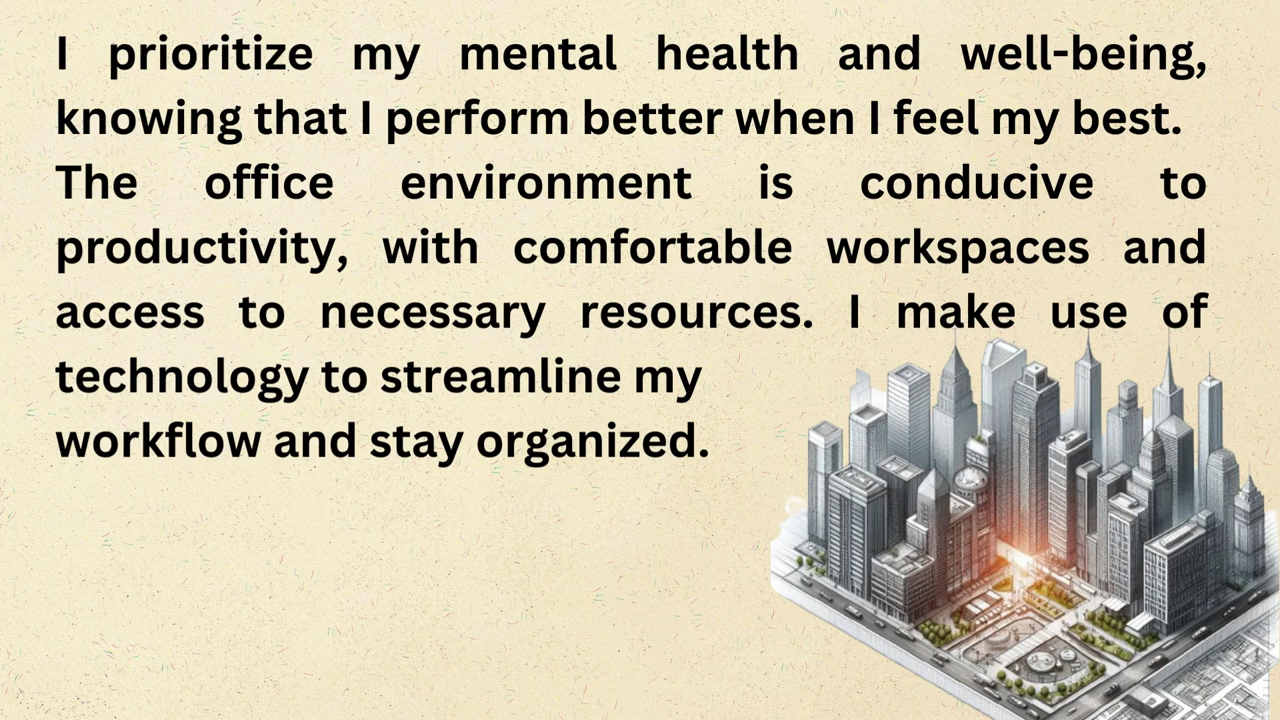 I prioritize my mental health and well-being,
knowing that I perform better when I feel my best.
The office environment is conducive to
productivity, with comfortable workspaces and
access to necessary resources. I make use of
technology to streamline my
workflow and stay organized.